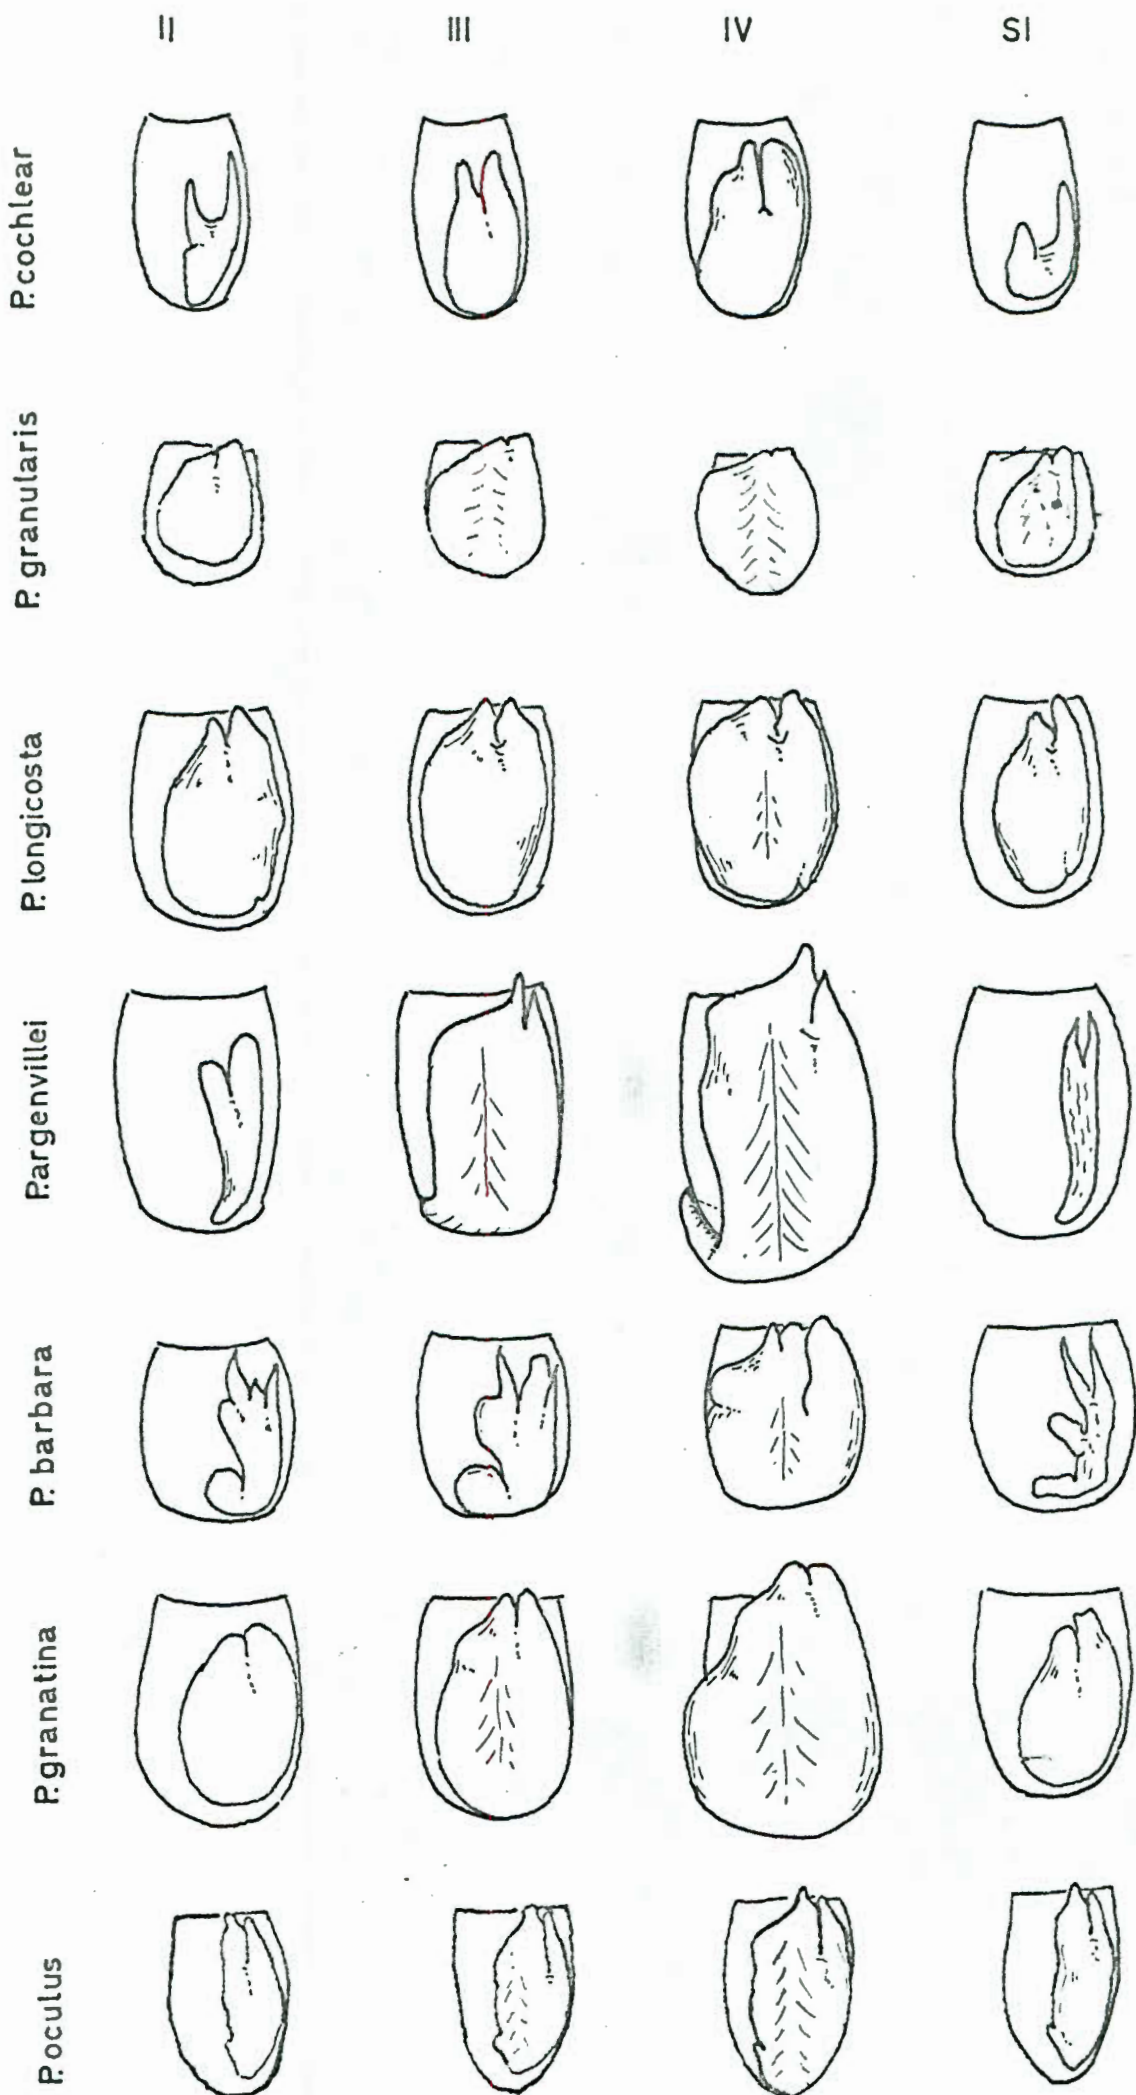 II III IV SI
P.cochlear
P. granularis
P.longicosta
P.argenvillei
P. barbara
P.granatina
P.oculus